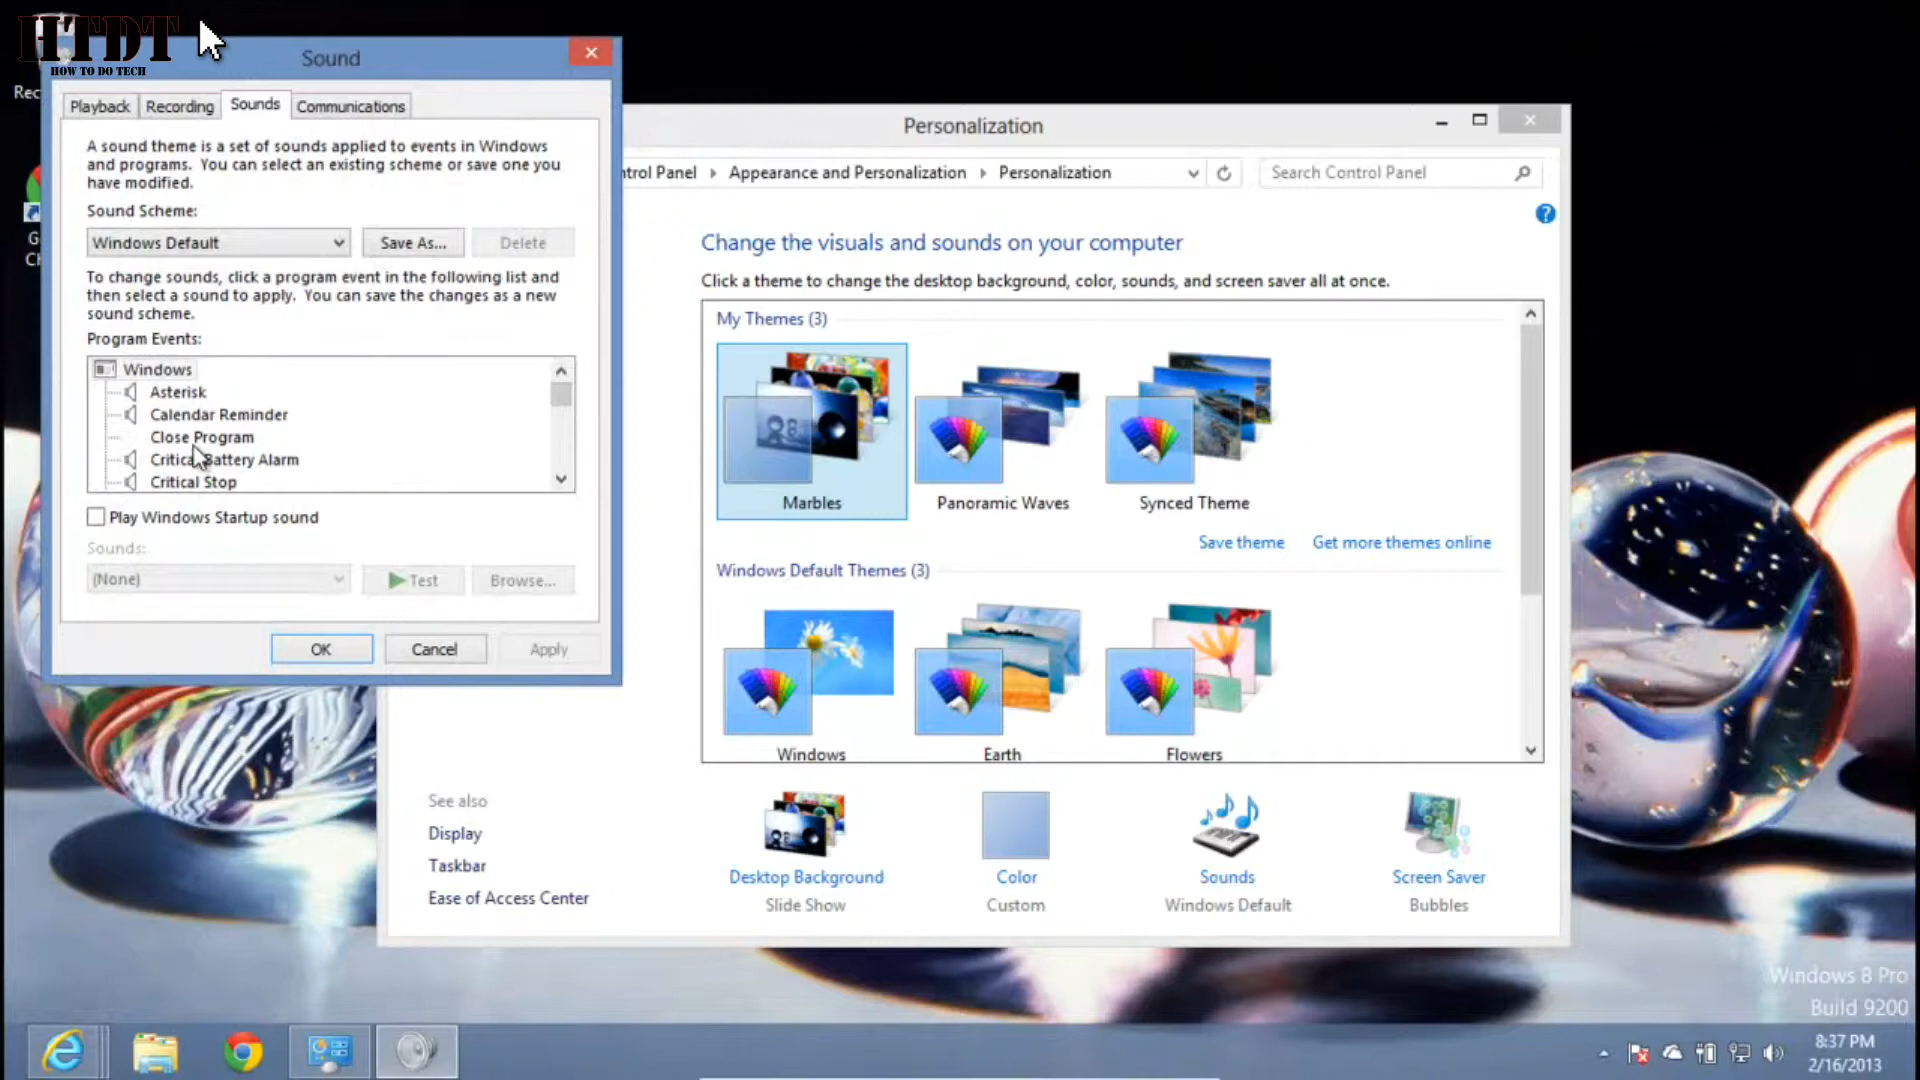 HTDT
HOW TO DO TECH
Rec
G
Ch
Sound
Playback
Recording
Sounds
Communications
A sound theme is a set of sounds applied to events in Windows
and programs. You can select an existing scheme or save one you
have modified.
Sound Scheme:
Windows Default
Save As...
Delete
To change sounds, click a program event in the following list and
then select a sound to apply. You can save the changes as a new
sound scheme.
Program Events:
Windows
Asterisk
Calendar Reminder
Close Program
Critical Battery Alarm
Critical Stop
Play Windows Startup sound
Sounds:
(None)
Test
Browse...
OK
Cancel
Apply
Personalization
ntrol Panel
Appearance and Personalization
Personalization
Search Control Panel
Change the visuals and sounds on your computer
Click a theme to change the desktop background, color, sounds, and screen saver all at once.
My Themes (3)
Marbles
Panoramic Waves
Synced Theme
Save theme
Get more themes online
Windows Default Themes (3)
Windows
Earth
Flowers
See also
Display
Taskbar
Ease of Access Center
Desktop Background
Slide Show
Color
Custom
Sounds
Windows Default
Screen Saver
Bubbles
Windows 8 Pro
Build 9200
8:37 PM
2/16/2013